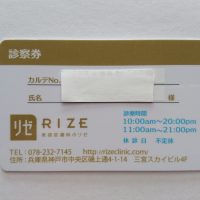 診察券
カルテNo.
氏名
様
リゼ RIZE
美容皮膚科のリゼ
診療時間
10:00am〜20:00pm
11:00am〜21:00pm
休診日 不定休
TEL: 078-232-7145 https://rizeclinic.com/
住所: 兵庫県神戸市中央区磯上通4-1-14 三宮スカイビル4F